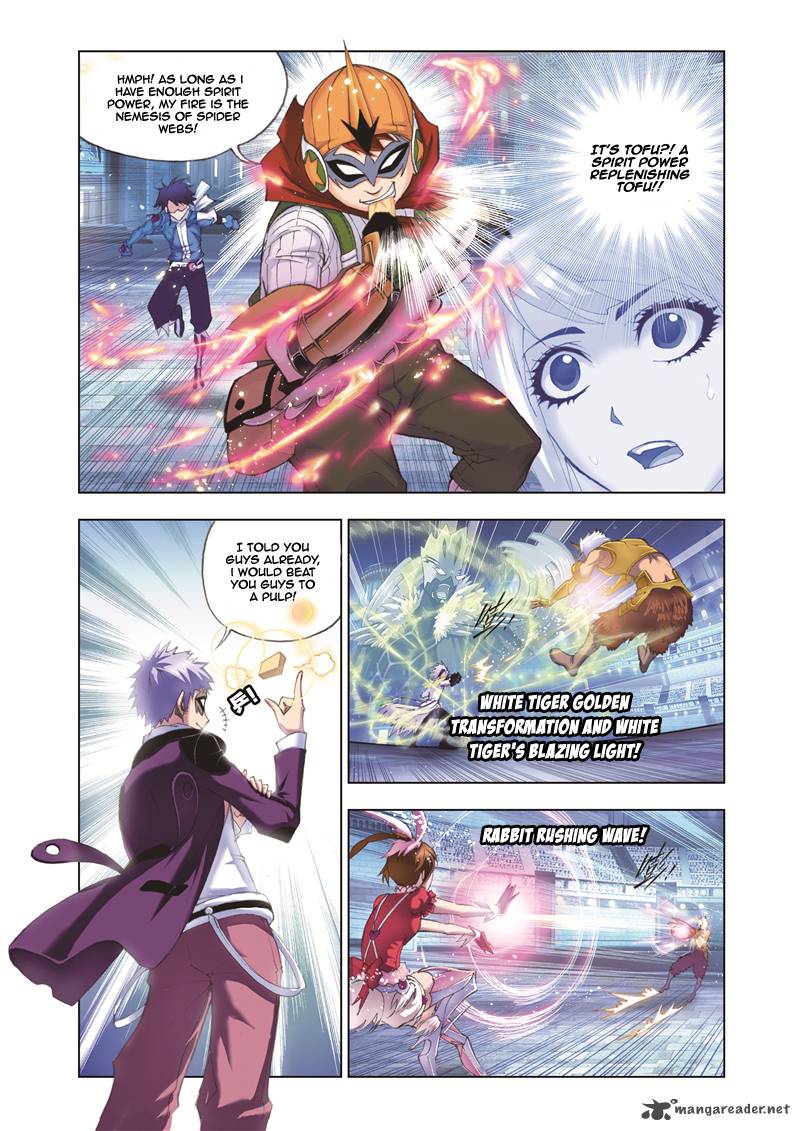 HMPH! AS LONG AS I
HAVE ENOUGH SPIRIT
POWER, MY FIRE IS THE
NEMESIS OF SPIDER
WEBS!
IT'S TOFU?! A
SPIRIT POWER
REPLENISHING
TOFU!!
I TOLD YOU
GUYS ALREADY,
I WOULD BEAT
YOU GUYS TO
A PULP!
WHITE TIGER GOLDEN
TRANSFORMATION AND WHITE
TIGER'S BLAZING LIGHT!
RABBIT RUSHING WAVE!
mangareader.net